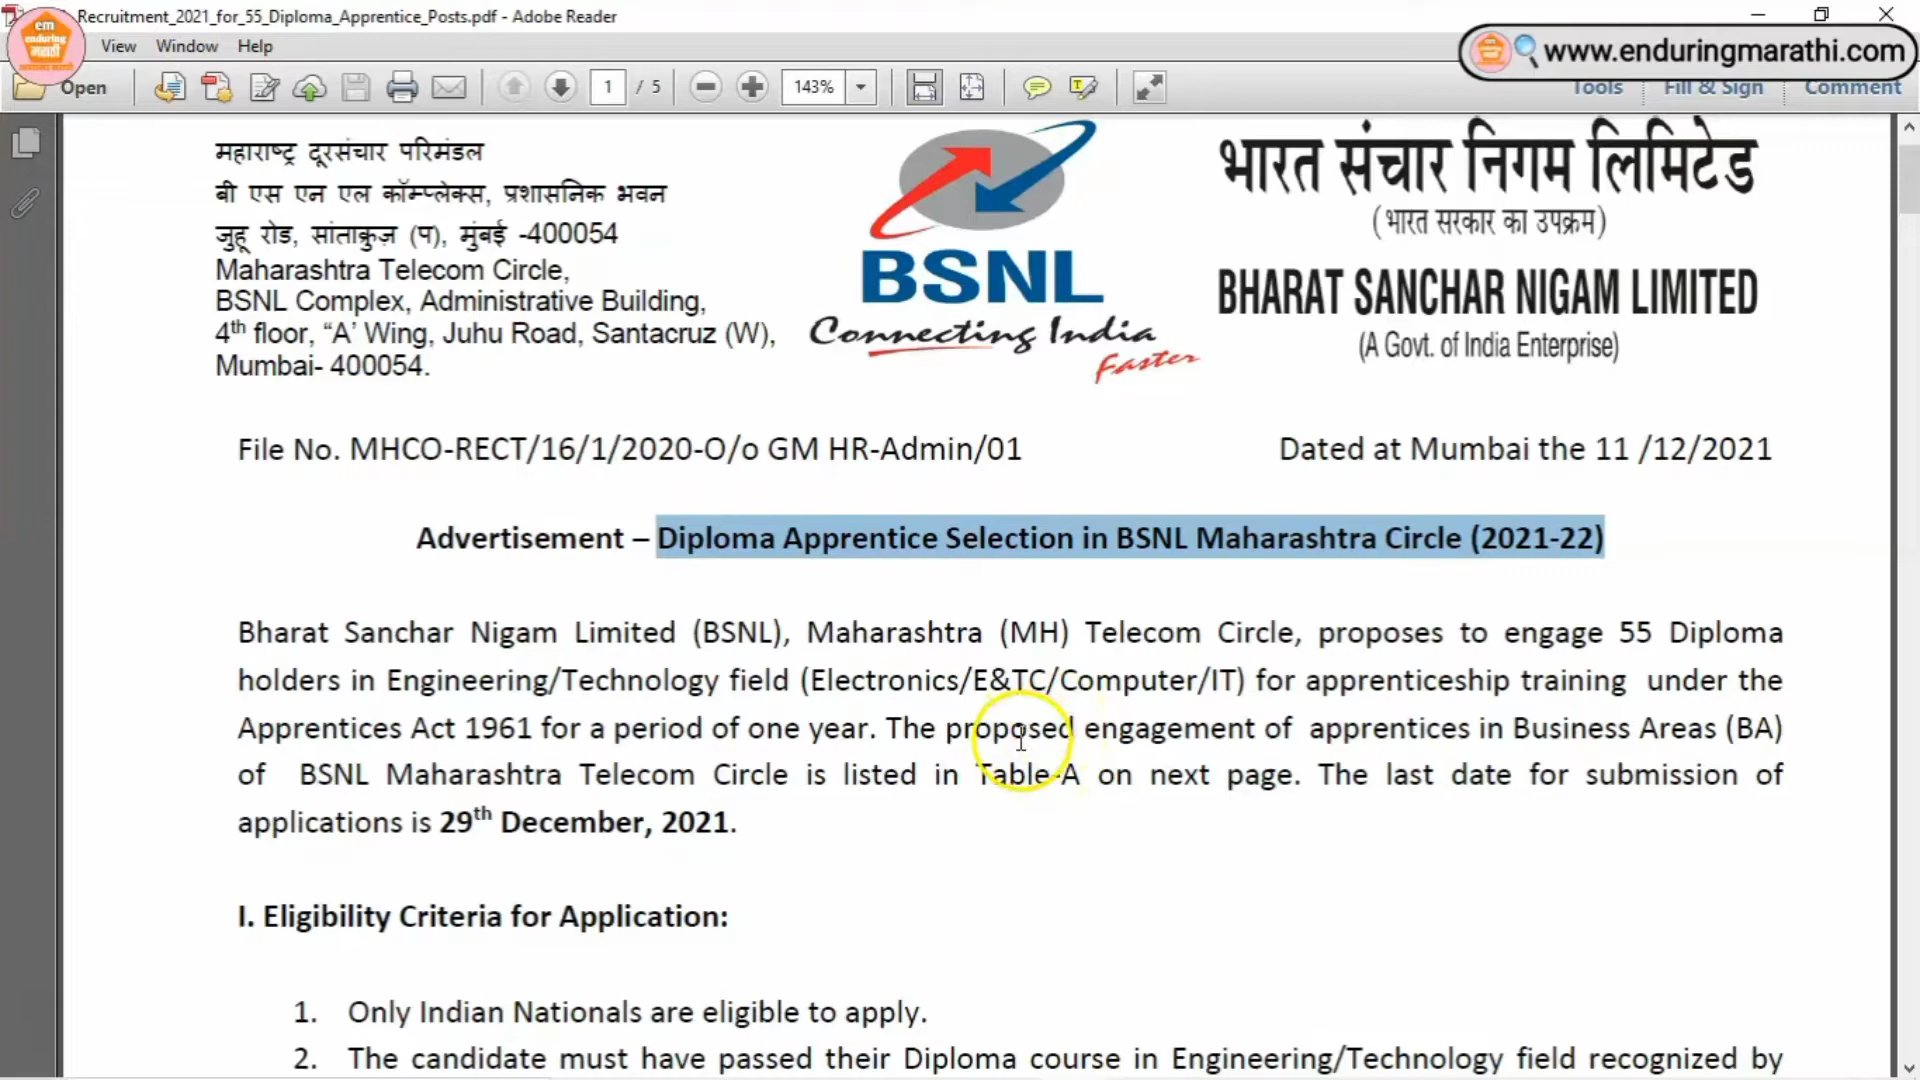 Recruitment_2021_for_55_Diploma_Apprentice_Posts.pdf - Adobe Reader
em
enduring
मराठी
View Window Help
www.enduringmarathi.com
Open
1 / 5
143%
Tools Fill & Sign Comment
महाराष्ट्र दूरसंचार परिमंडल
बी एस एन एल कॉम्प्लेक्स, प्रशासनिक भवन
जुहू रोड, सांताक्रुज़ (प), मुंबई -400054
Maharashtra Telecom Circle,
BSNL Complex, Administrative Building,
4th floor, “A’ Wing, Juhu Road, Santacruz (W),
Mumbai- 400054.
BSNL
Connecting India
Faster
भारत संचार निगम लिमिटेड
(भारत सरकार का उपक्रम)
BHARAT SANCHAR NIGAM LIMITED
(A Govt. of India Enterprise)
File No. MHCO-RECT/16/1/2020-O/o GM HR-Admin/01 Dated at Mumbai the 11 /12/2021
Advertisement – Diploma Apprentice Selection in BSNL Maharashtra Circle (2021-22)
Bharat Sanchar Nigam Limited (BSNL), Maharashtra (MH) Telecom Circle, proposes to engage 55 Diploma
holders in Engineering/Technology field (Electronics/E&TC/Computer/IT) for apprenticeship training under the
Apprentices Act 1961 for a period of one year. The proposed engagement of apprentices in Business Areas (BA)
of BSNL Maharashtra Telecom Circle is listed in Table-A on next page. The last date for submission of
applications is 29th December, 2021.
I. Eligibility Criteria for Application:
1. Only Indian Nationals are eligible to apply.
2. The candidate must have passed their Diploma course in Engineering/Technology field recognized by